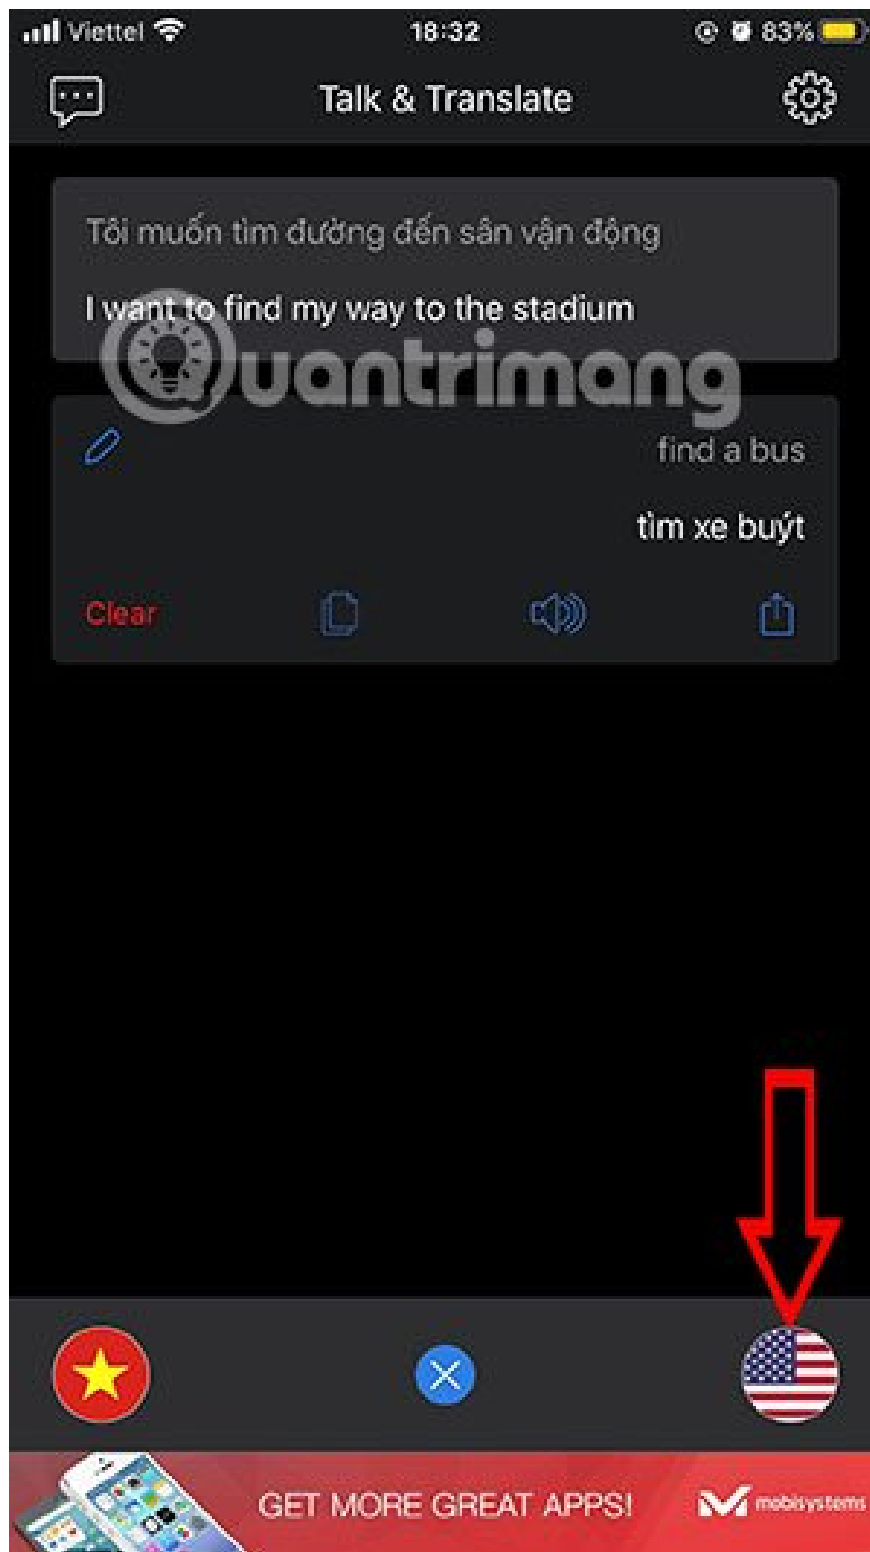 Viettel 18:32 83%
Talk & Translate
Tôi muốn tìm đường đến sân vận động
I want to find my way to the stadium
Quantrimang
find a bus
tìm xe buýt
Clear
GET MORE GREAT APPS! mobisystems